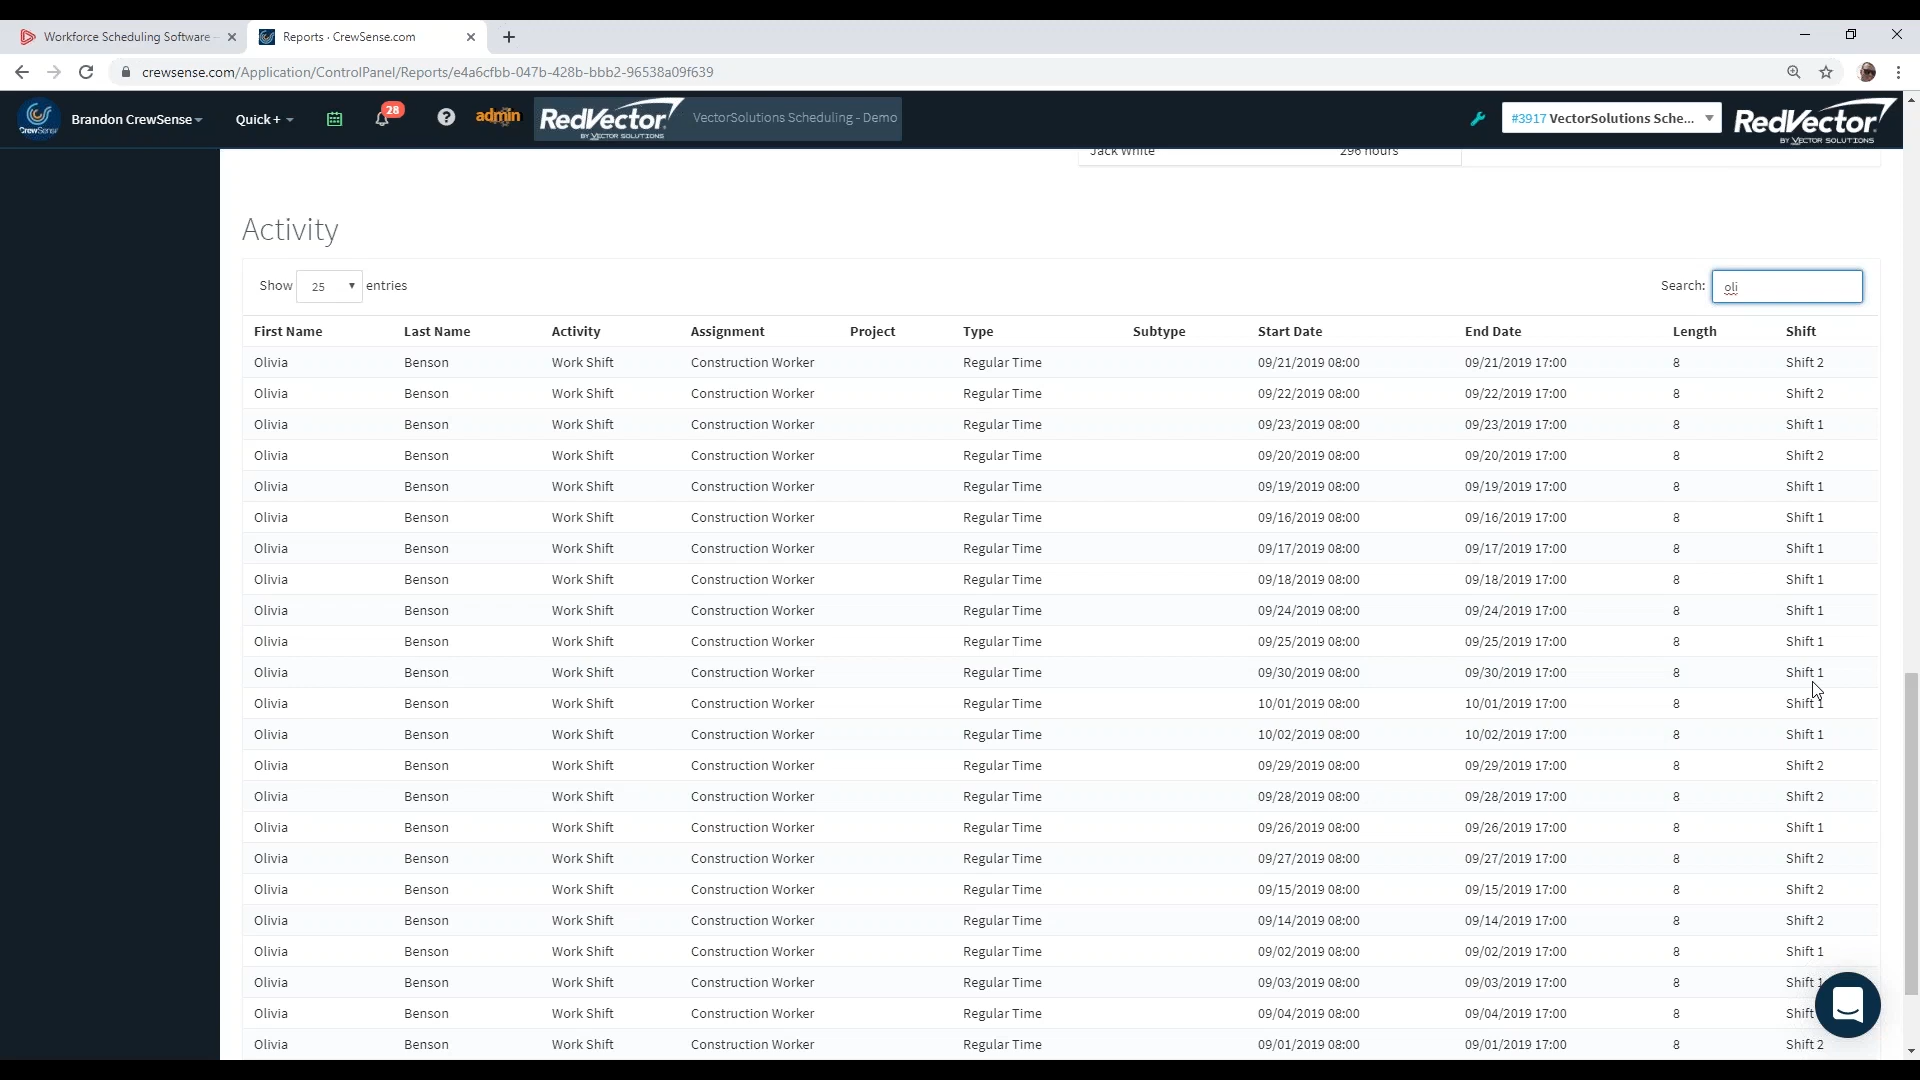 Workforce Scheduling Software
Reports · CrewSense.com
crewsense.com/Application/ControlPanel/Reports/e4a6cfbb-047b-428b-bbb2-96538a09f639
CrewSense
Brandon CrewSense
Quick +
28
admin
RedVector
BY VECTOR SOLUTIONS
VectorSolutions Scheduling - Demo
#3917 VectorSolutions Sche...
RedVector
BY VECTOR SOLUTIONS
Jack White 296 hours
Activity
Show 25 entries
Search: oli
First Name Last Name Activity Assignment Project Type Subtype Start Date End Date Length Shift
Olivia Benson Work Shift Construction Worker Regular Time 09/21/2019 08:00 09/21/2019 17:00 8 Shift 2
Olivia Benson Work Shift Construction Worker Regular Time 09/22/2019 08:00 09/22/2019 17:00 8 Shift 2
Olivia Benson Work Shift Construction Worker Regular Time 09/23/2019 08:00 09/23/2019 17:00 8 Shift 1
Olivia Benson Work Shift Construction Worker Regular Time 09/20/2019 08:00 09/20/2019 17:00 8 Shift 2
Olivia Benson Work Shift Construction Worker Regular Time 09/19/2019 08:00 09/19/2019 17:00 8 Shift 1
Olivia Benson Work Shift Construction Worker Regular Time 09/16/2019 08:00 09/16/2019 17:00 8 Shift 1
Olivia Benson Work Shift Construction Worker Regular Time 09/17/2019 08:00 09/17/2019 17:00 8 Shift 1
Olivia Benson Work Shift Construction Worker Regular Time 09/18/2019 08:00 09/18/2019 17:00 8 Shift 1
Olivia Benson Work Shift Construction Worker Regular Time 09/24/2019 08:00 09/24/2019 17:00 8 Shift 1
Olivia Benson Work Shift Construction Worker Regular Time 09/25/2019 08:00 09/25/2019 17:00 8 Shift 1
Olivia Benson Work Shift Construction Worker Regular Time 09/30/2019 08:00 09/30/2019 17:00 8 Shift 1
Olivia Benson Work Shift Construction Worker Regular Time 10/01/2019 08:00 10/01/2019 17:00 8 Shift 1
Olivia Benson Work Shift Construction Worker Regular Time 10/02/2019 08:00 10/02/2019 17:00 8 Shift 1
Olivia Benson Work Shift Construction Worker Regular Time 09/29/2019 08:00 09/29/2019 17:00 8 Shift 2
Olivia Benson Work Shift Construction Worker Regular Time 09/28/2019 08:00 09/28/2019 17:00 8 Shift 2
Olivia Benson Work Shift Construction Worker Regular Time 09/26/2019 08:00 09/26/2019 17:00 8 Shift 1
Olivia Benson Work Shift Construction Worker Regular Time 09/27/2019 08:00 09/27/2019 17:00 8 Shift 2
Olivia Benson Work Shift Construction Worker Regular Time 09/15/2019 08:00 09/15/2019 17:00 8 Shift 2
Olivia Benson Work Shift Construction Worker Regular Time 09/14/2019 08:00 09/14/2019 17:00 8 Shift 2
Olivia Benson Work Shift Construction Worker Regular Time 09/02/2019 08:00 09/02/2019 17:00 8 Shift 1
Olivia Benson Work Shift Construction Worker Regular Time 09/03/2019 08:00 09/03/2019 17:00 8 Shift 1
Olivia Benson Work Shift Construction Worker Regular Time 09/04/2019 08:00 09/04/2019 17:00 8 Shift
Olivia Benson Work Shift Construction Worker Regular Time 09/01/2019 08:00 09/01/2019 17:00 8 Shift 2